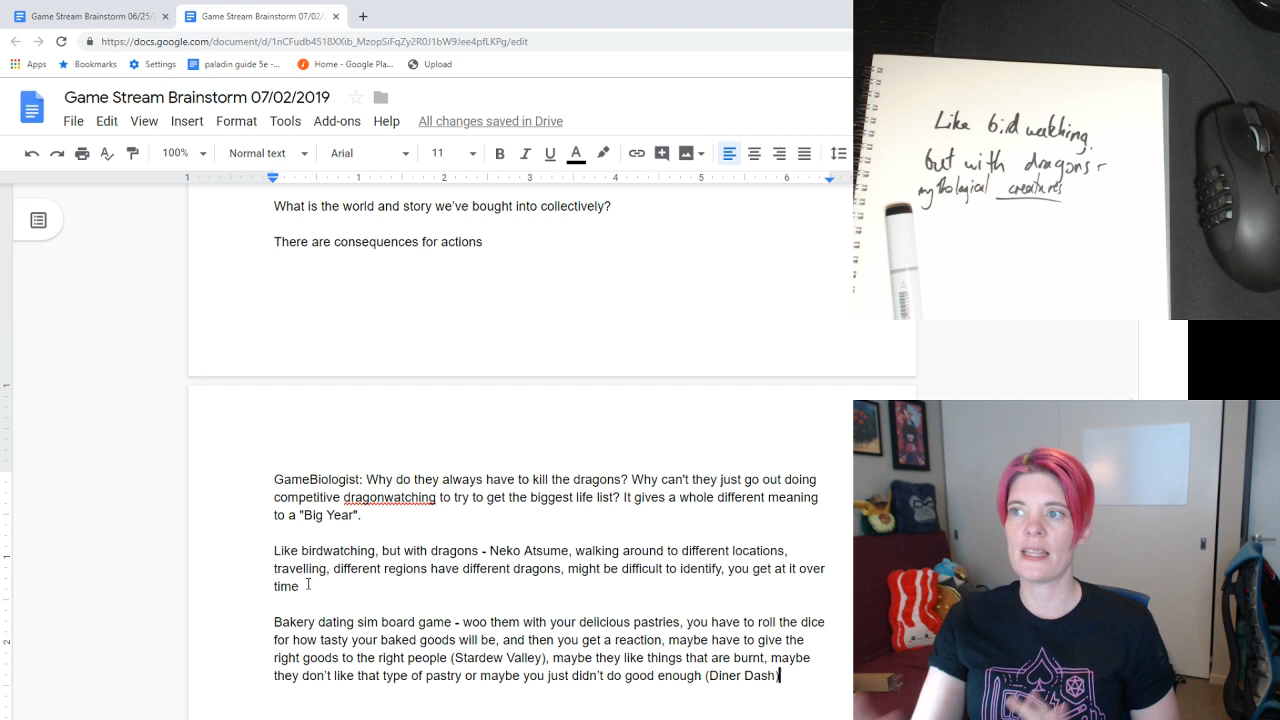 Game Stream Brainstorm 06/25/
Game Stream Brainstorm 07/02/
https://docs.google.com/document/d/1nCFudb4518XXib_MzopSiFqZy2R0J1bW9Jee4pfLKPg/edit
Apps
Bookmarks
Settings
paladin guide 5e -...
Home - Google Pla...
Upload
Game Stream Brainstorm 07/02/2019
File Edit View Insert Format Tools Add-ons Help All changes saved in Drive
100% Normal text Arial 11 B I U A
1 1 2 3 4 5 6
What is the world and story we've bought into collectively?
There are consequences for actions
GameBiologist: Why do they always have to kill the dragons? Why can't they just go out doing
competitive dragonwatching to try to get the biggest life list? It gives a whole different meaning
to a "Big Year".
Like birdwatching, but with dragons - Neko Atsume, walking around to different locations,
travelling, different regions have different dragons, might be difficult to identify, you get at it over
time
Bakery dating sim board game - woo them with your delicious pastries, you have to roll the dice
for how tasty your baked goods will be, and then you get a reaction, maybe have to give the
right goods to the right people (Stardew Valley), maybe they like things that are burnt, maybe
they don't like that type of pastry or maybe you just didn't do good enough (Diner Dash)
1
2
Like bird watching,
but with dragons -
mythological creatures